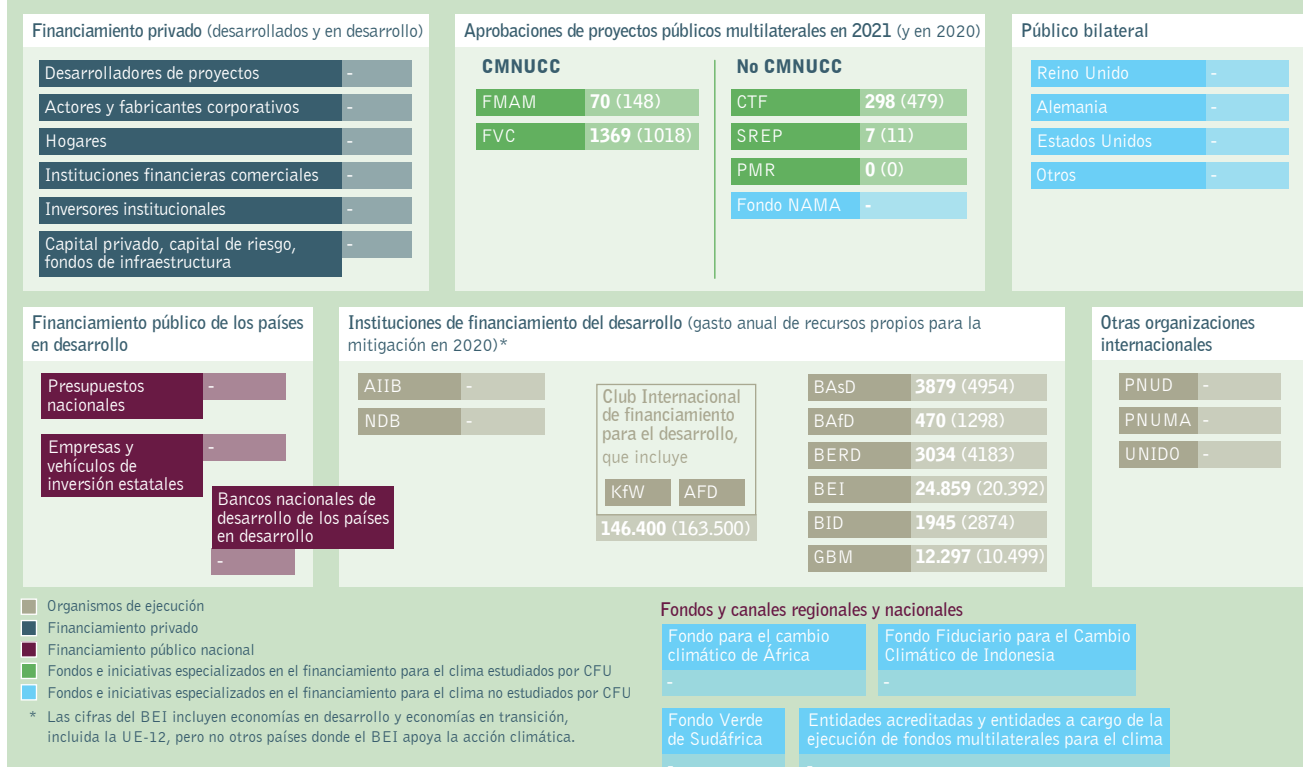 Financiamiento privado (desarrollados y en desarrollo)
Desarrolladores de proyectos -
Actores y fabricantes corporativos -
Hogares -
Instituciones financieras comerciales -
Inversores institucionales -
Capital privado, capital de riesgo, -
fondos de infraestructura
Aprobaciones de proyectos públicos multilaterales en 2021 (y en 2020)
CMNUCC
FMAM 70 (148)
FVC 1369 (1018)
No CMNUCC
CTF 298 (479)
SREP 7 (11)
PMR 0 (0)
Fondo NAMA -
Público bilateral
Reino Unido -
Alemania -
Estados Unidos -
Otros -
Financiamiento público de los países
en desarrollo
Presupuestos -
nacionales
Empresas y -
vehículos de
inversión estatales
Bancos nacionales de
desarrollo de los países
en desarrollo
-
Instituciones de financiamiento del desarrollo (gasto anual de recursos propios para la
mitigación en 2020)*
AIIB -
NDB -
Club Internacional
de financiamiento
para el desarrollo,
que incluye
KfW AFD
146.400 (163.500)
BAsD 3879 (4954)
BAfD 470 (1298)
BERD 3034 (4183)
BEI 24.859 (20.392)
BID 1945 (2874)
GBM 12.297 (10.499)
Otras organizaciones
internacionales
PNUD -
PNUMA -
UNIDO -
Organismos de ejecución
Financiamiento privado
Financiamiento público nacional
Fondos e iniciativas especializados en el financiamiento para el clima estudiados por CFU
Fondos e iniciativas especializados en el financiamiento para el clima no estudiados por CFU
* Las cifras del BEI incluyen economías en desarrollo y economías en transición,
incluida la UE-12, pero no otros países donde el BEI apoya la acción climática.
Fondos y canales regionales y nacionales
Fondo para el cambio
climático de África
-
Fondo Fiduciario para el Cambio
Climático de Indonesia
-
Fondo Verde
de Sudáfrica
-
Entidades acreditadas y entidades a cargo de la
ejecución de fondos multilaterales para el clima
-